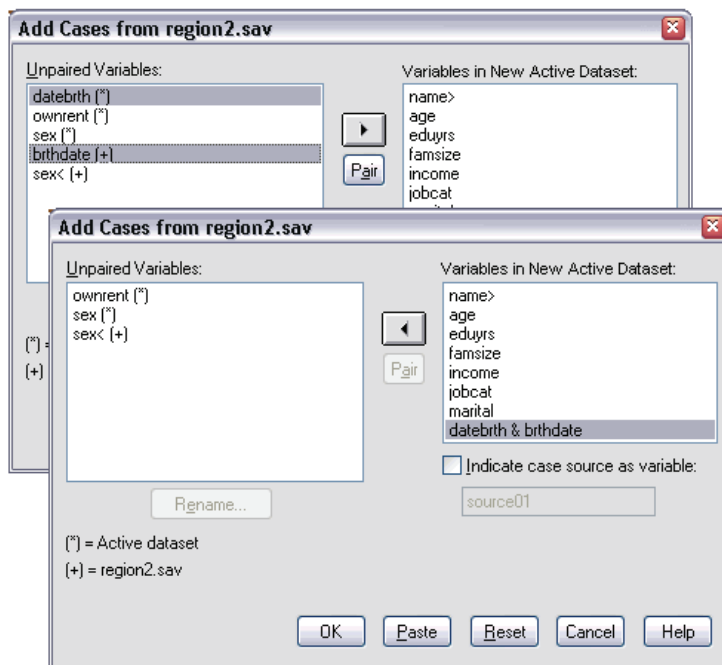 Add Cases from region2.sav
Unpaired Variables:
datebrth (*)
ownrent (*)
sex (*)
brthdate (+)
sex< (+)
Pair
Variables in New Active Dataset:
name>
age
eduyrs
famsize
income
jobcat
(*) =
(+)
Add Cases from region2.sav
Unpaired Variables:
ownrent (*)
sex (*)
sex< (+)
Pair
Variables in New Active Dataset:
name>
age
eduyrs
famsize
income
jobcat
marital
datebrth & brthdate
Indicate case source as variable:
source01
Rename...
(*) = Active dataset
(+) = region2.sav
OK Paste Reset Cancel Help